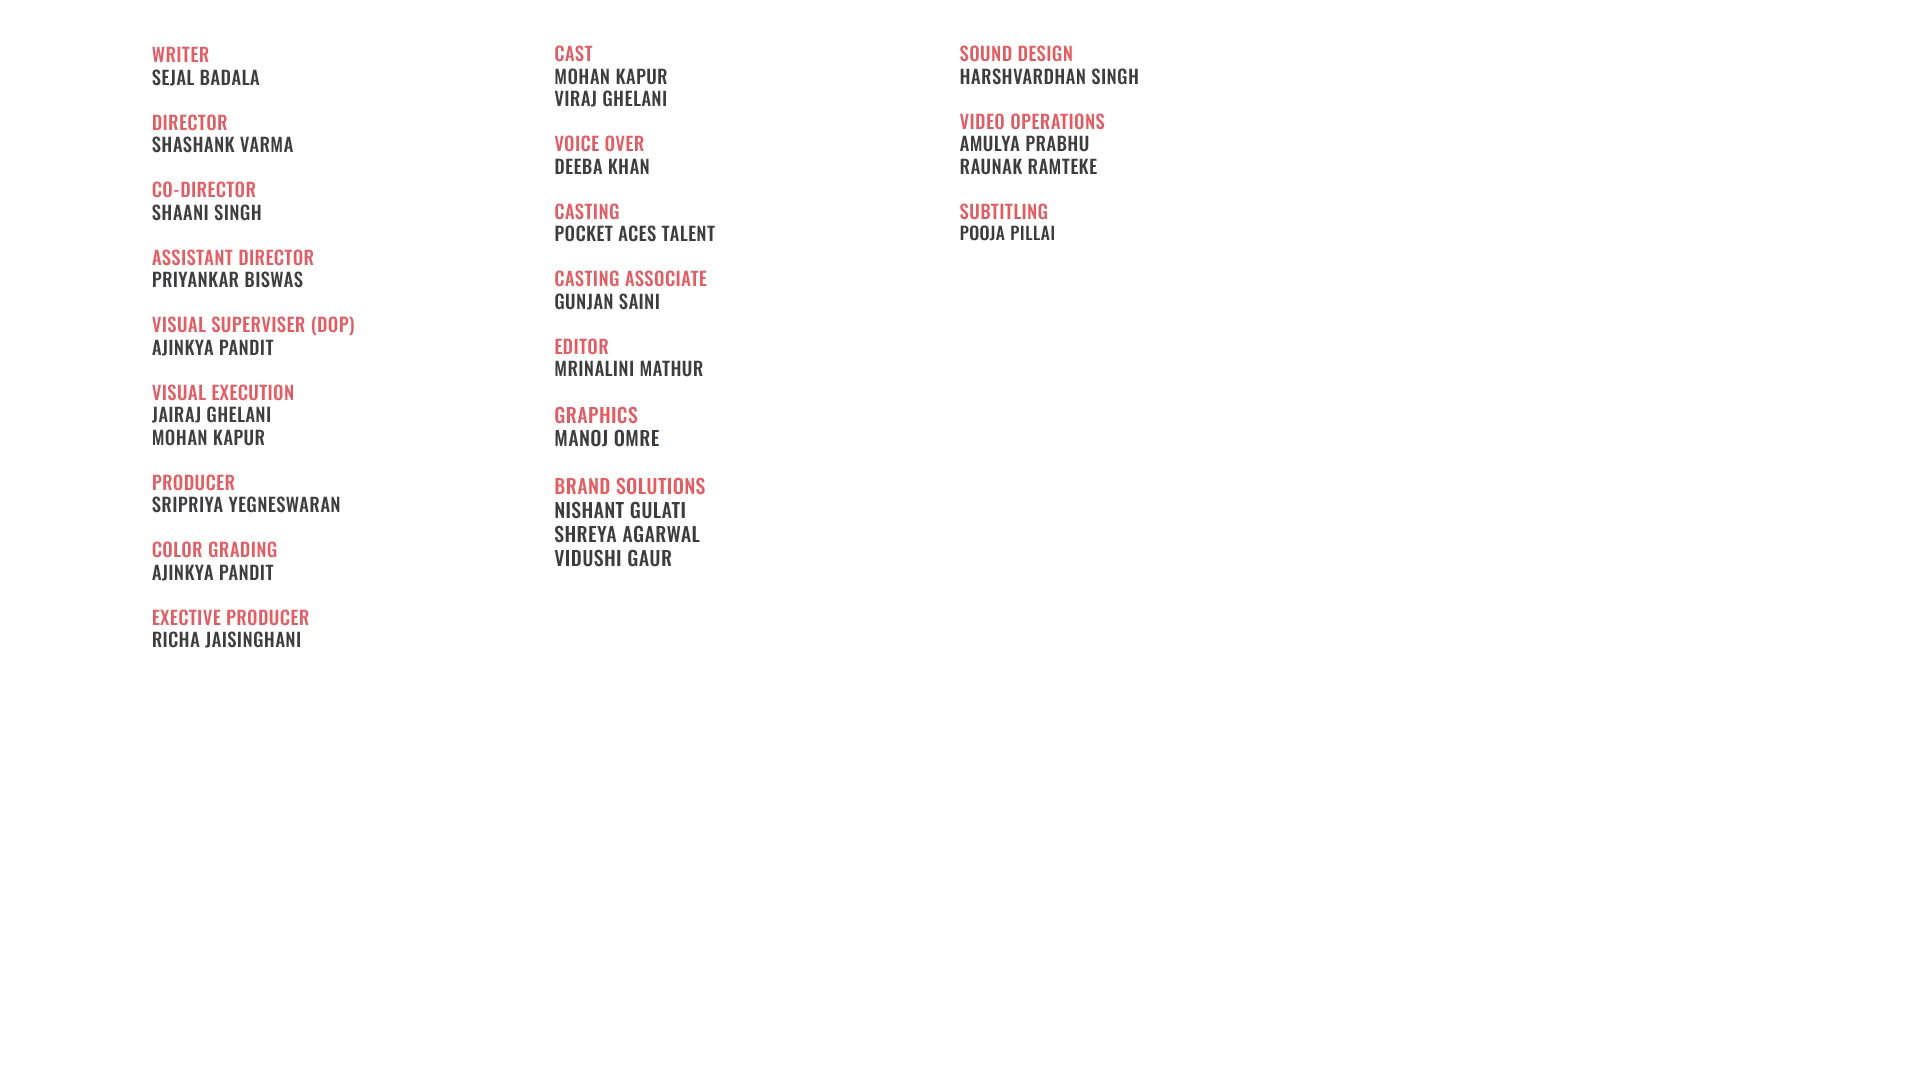 WRITER
SEJAL BADALA
DIRECTOR
SHASHANK VARMA
CO-DIRECTOR
SHAANI SINGH
ASSISTANT DIRECTOR
PRIYANKAR BISWAS
VISUAL SUPERVISER (DOP)
AJINKYA PANDIT
VISUAL EXECUTION
JAIRAJ GHELANI
MOHAN KAPUR
PRODUCER
SRIPRIYA YEGNESWARAN
COLOR GRADING
AJINKYA PANDIT
EXECTIVE PRODUCER
RICHA JAISINGHANI
CAST
MOHAN KAPUR
VIRAJ GHELANI
VOICE OVER
DEEBA KHAN
CASTING
POCKET ACES TALENT
CASTING ASSOCIATE
GUNJAN SAINI
EDITOR
MRINALINI MATHUR
GRAPHICS
MANOJ OMRE
BRAND SOLUTIONS
NISHANT GULATI
SHREYA AGARWAL
VIDUSHI GAUR
SOUND DESIGN
HARSHVARDHAN SINGH
VIDEO OPERATIONS
AMULYA PRABHU
RAUNAK RAMTEKE
SUBTITLING
POOJA PILLAI